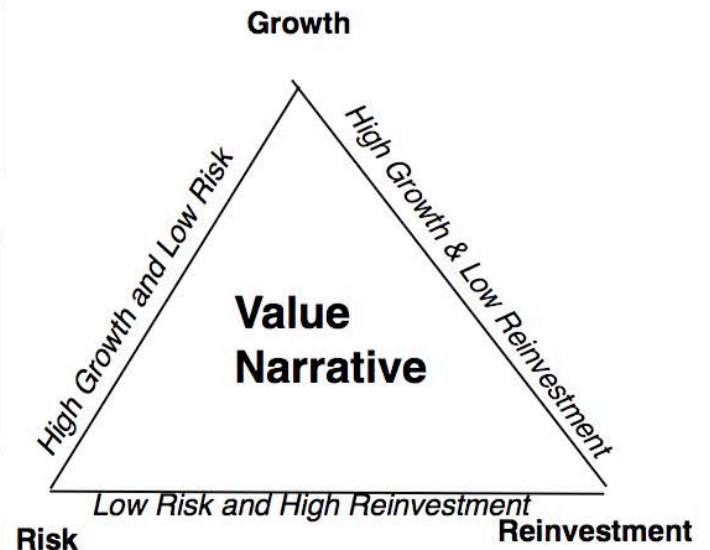 Growth
High Growth and Low Risk
High Growth & Low Reinvestment
Value
Narrative
Low Risk and High Reinvestment
Risk
Reinvestment